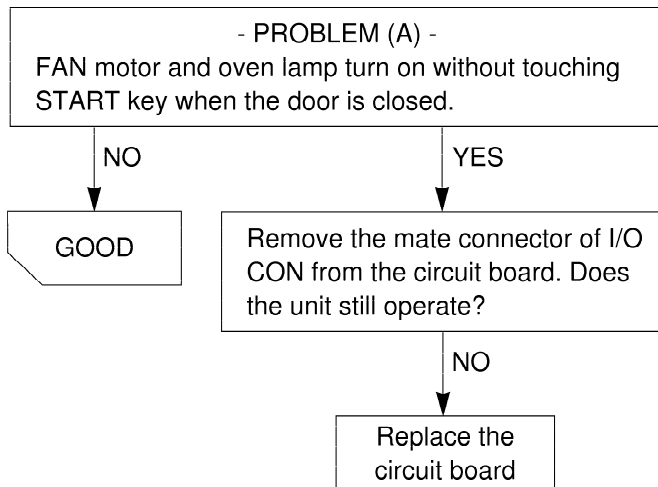 - PROBLEM (A) -
FAN motor and oven lamp turn on without touching
START key when the door is closed.
NO
YES
GOOD
Remove the mate connector of I/O
CON from the circuit board. Does
the unit still operate?
NO
Replace the
circuit board